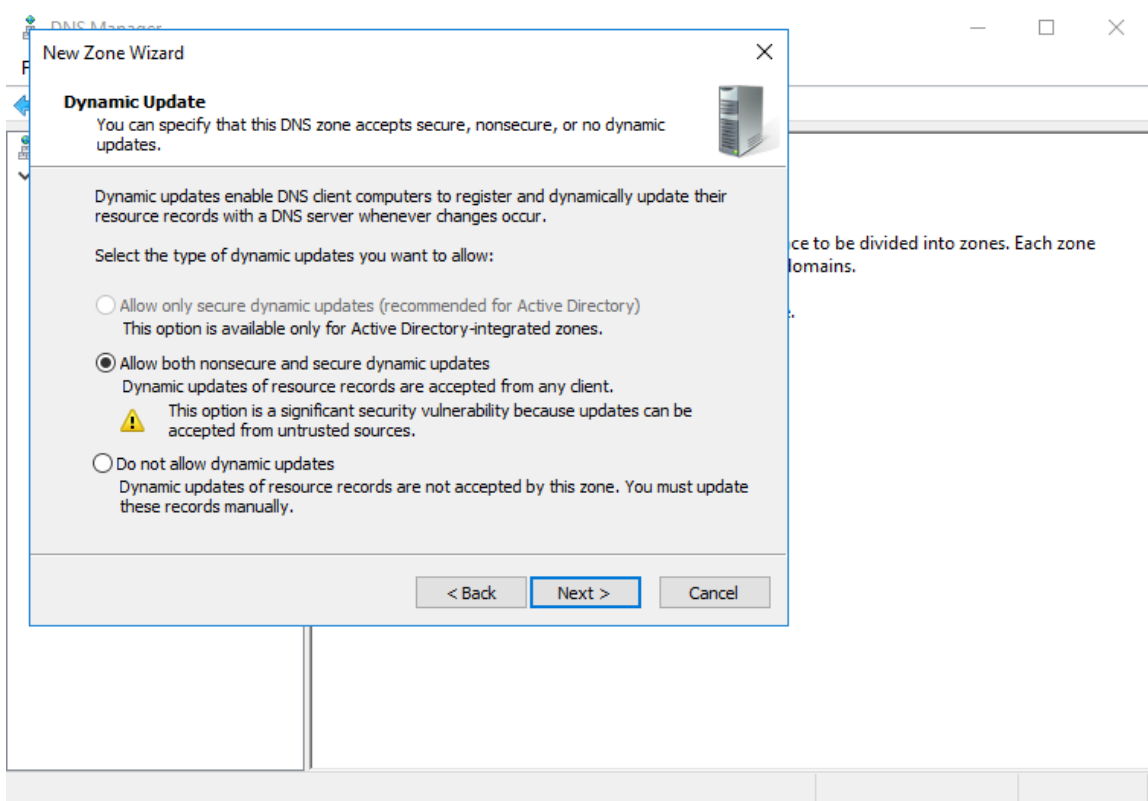 DNS Manager
New Zone Wizard
F
Dynamic Update
You can specify that this DNS zone accepts secure, nonsecure, or no dynamic
updates.
Dynamic updates enable DNS client computers to register and dynamically update their
resource records with a DNS server whenever changes occur.
Select the type of dynamic updates you want to allow:
ce to be divided into zones. Each zone
domains.
Allow only secure dynamic updates (recommended for Active Directory)
This option is available only for Active Directory-integrated zones.
Allow both nonsecure and secure dynamic updates
Dynamic updates of resource records are accepted from any client.
This option is a significant security vulnerability because updates can be
accepted from untrusted sources.
Do not allow dynamic updates
Dynamic updates of resource records are not accepted by this zone. You must update
these records manually.
< Back
Next >
Cancel